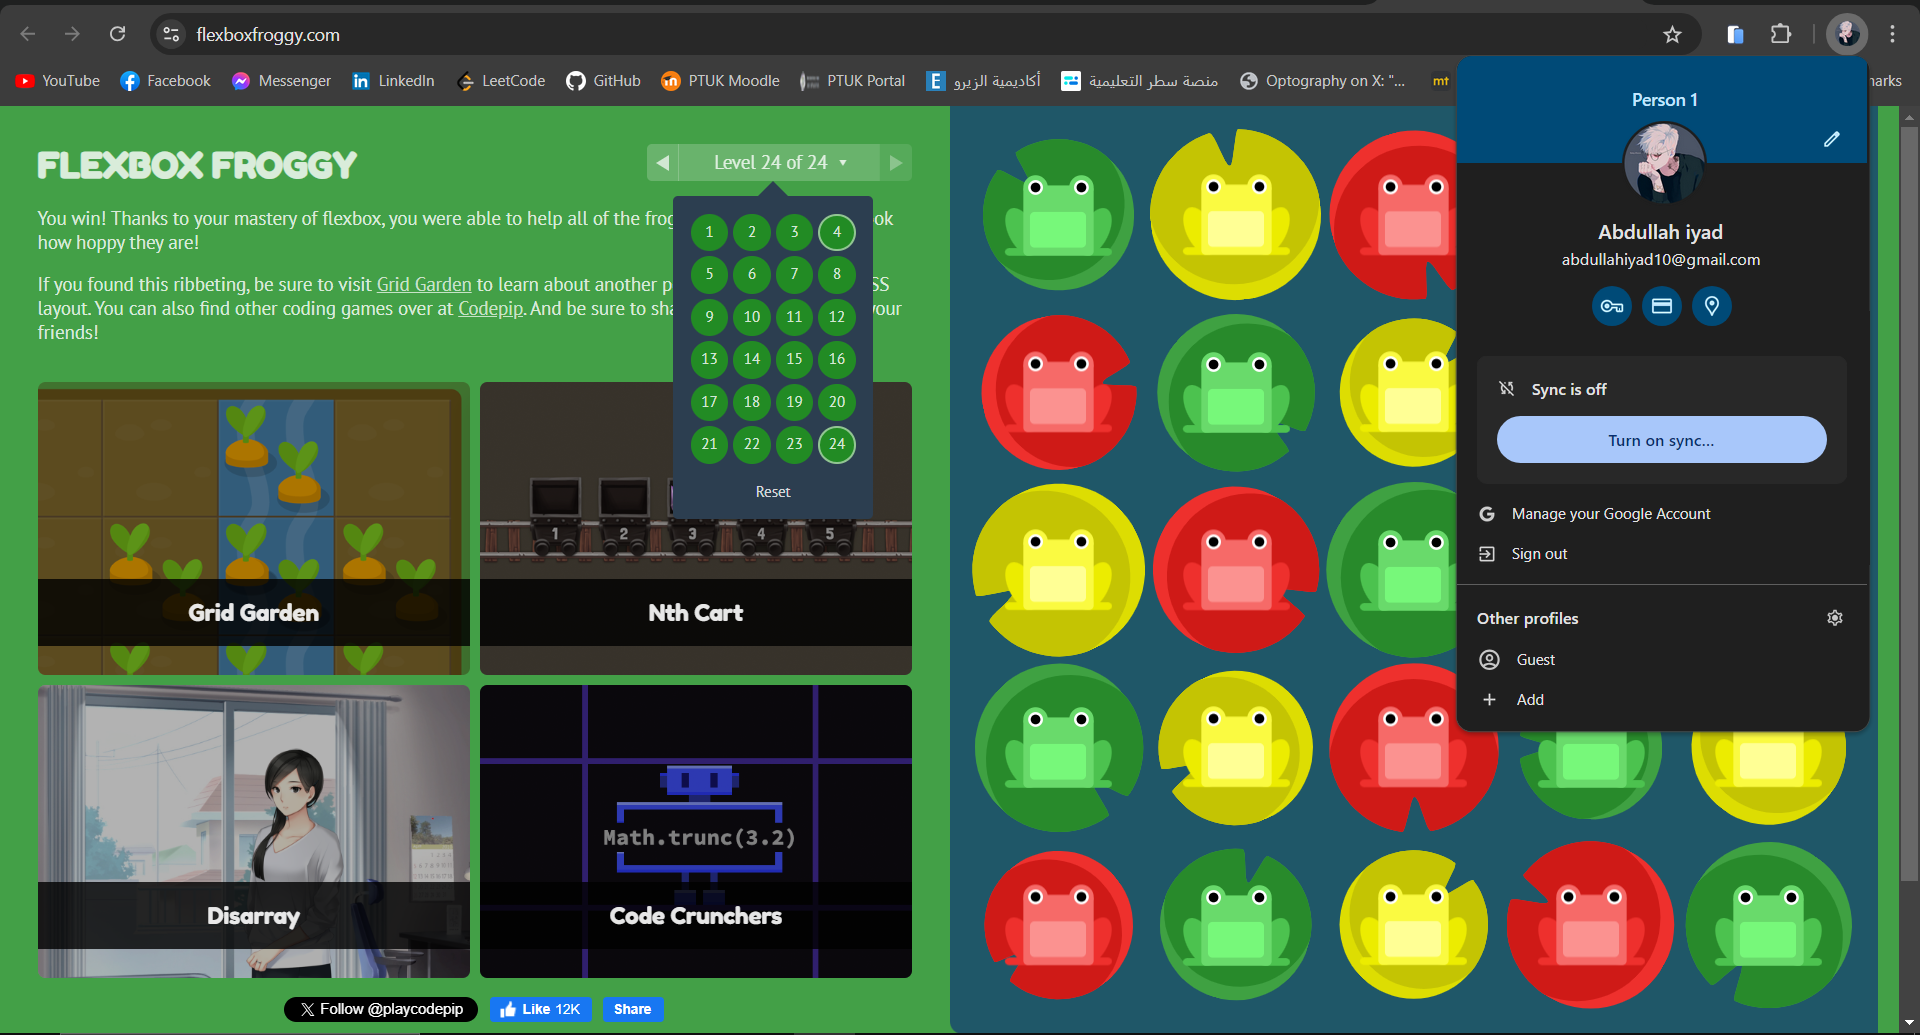 flexboxfroggy.com
YouTube
Facebook
Messenger
LinkedIn
LeetCode
GitHub
PTUK Moodle
PTUK Portal
أكاديمية الزيرو
منصة سطر التعليمية
Optography on X: "...
mt
arks
FLEXBOX FROGGY
Level 24 of 24
You win! Thanks to your mastery of flexbox, you were able to help all of the frog
ok
how hoppy they are!
If you found this ribbeting, be sure to visit Grid Garden to learn about another p
SS
layout. You can also find other coding games over at Codepip. And be sure to sha
your
friends!
1 2 3 4
5 6 7 8
9 10 11 12
13 14 15 16
17 18 19 20
21 22 23 24
Reset
Grid Garden
1 2 3 4 5
Nth Cart
Disarray
Math.trunc(3.2)
Code Crunchers
Follow @playcodepip
Like 12K
Share
Person 1
Abdullah iyad
abdullahiyad10@gmail.com
Sync is off
Turn on sync...
Manage your Google Account
Sign out
Other profiles
Guest
Add